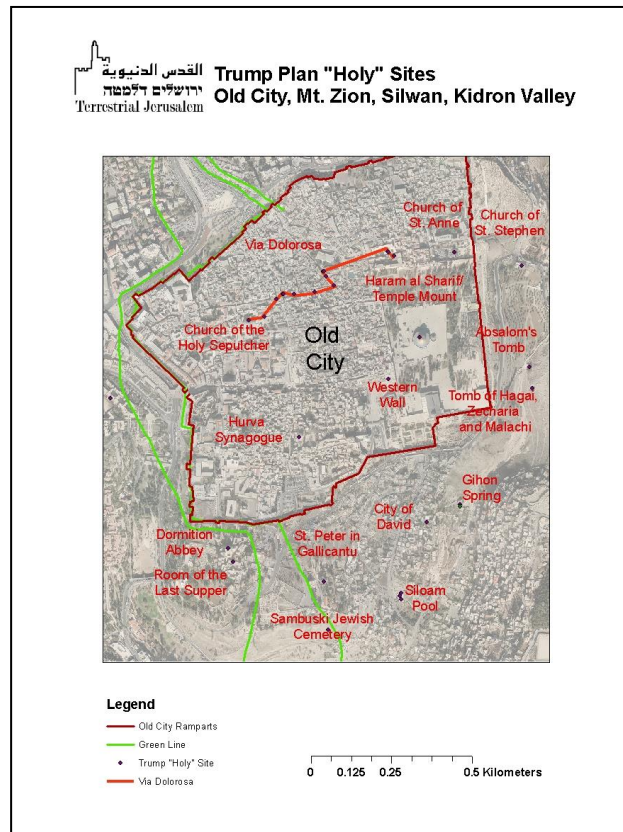 القدس الدنيوية
ירושלים דלמטה
Terrestrial Jerusalem
Trump Plan "Holy" Sites
Old City, Mt. Zion, Silwan, Kidron Valley
Church of
St. Anne
Church of
St. Stephen
Via Dolorosa
Haram al Sharif/
Temple Mount
Church of the
Holy Sepulcher
Old
City
Absalom's
Tomb
Western
Wall
Tomb of Hagai,
Zecharia
and Malachi
Hurva
Synagogue
Gihon
Spring
City of
David
Dormition
Abbey
St. Peter in
Gallicantu
Room of the
Last Supper
Siloam
Pool
Sambuski Jewish
Cemetery
Legend
Old City Ramparts
Green Line
Trump "Holy" Site
Via Dolorosa
0 0.125 0.25 0.5 Kilometers